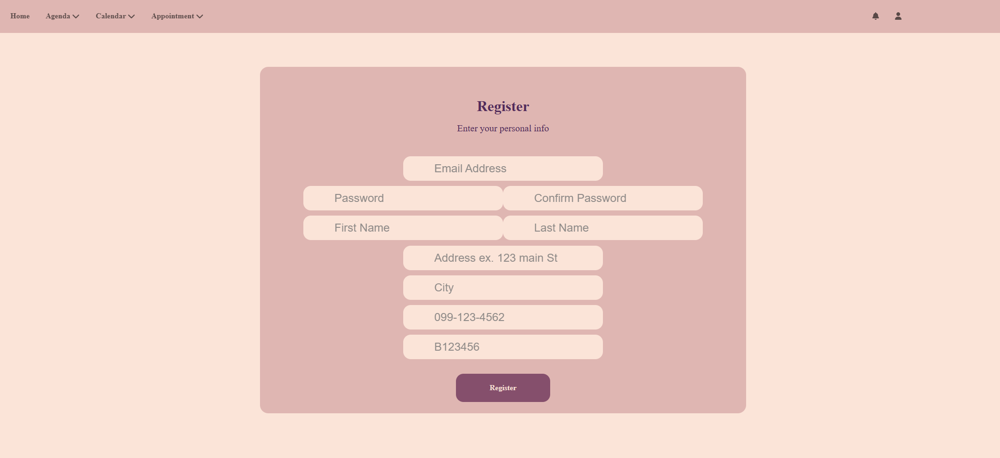 Home Agenda Calendar Appointment
Register
Enter your personal info
Email Address
Password Confirm Password
First Name Last Name
Address ex. 123 main St
City
099-123-4562
B123456
Register